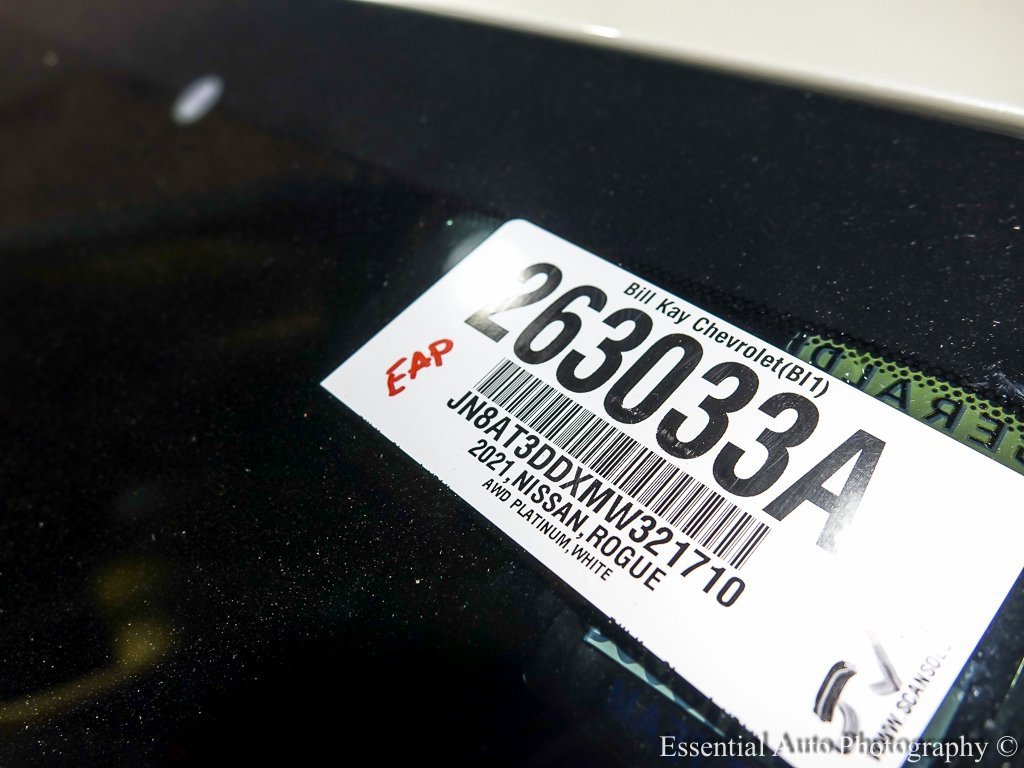 Bill Kay Chevrolet(BI1)
263033A
EAP
JN8AT3DDXMW321710
2021, NISSAN, ROGUE
AWD PLATINUM, WHITE
Essential Auto Photography ©